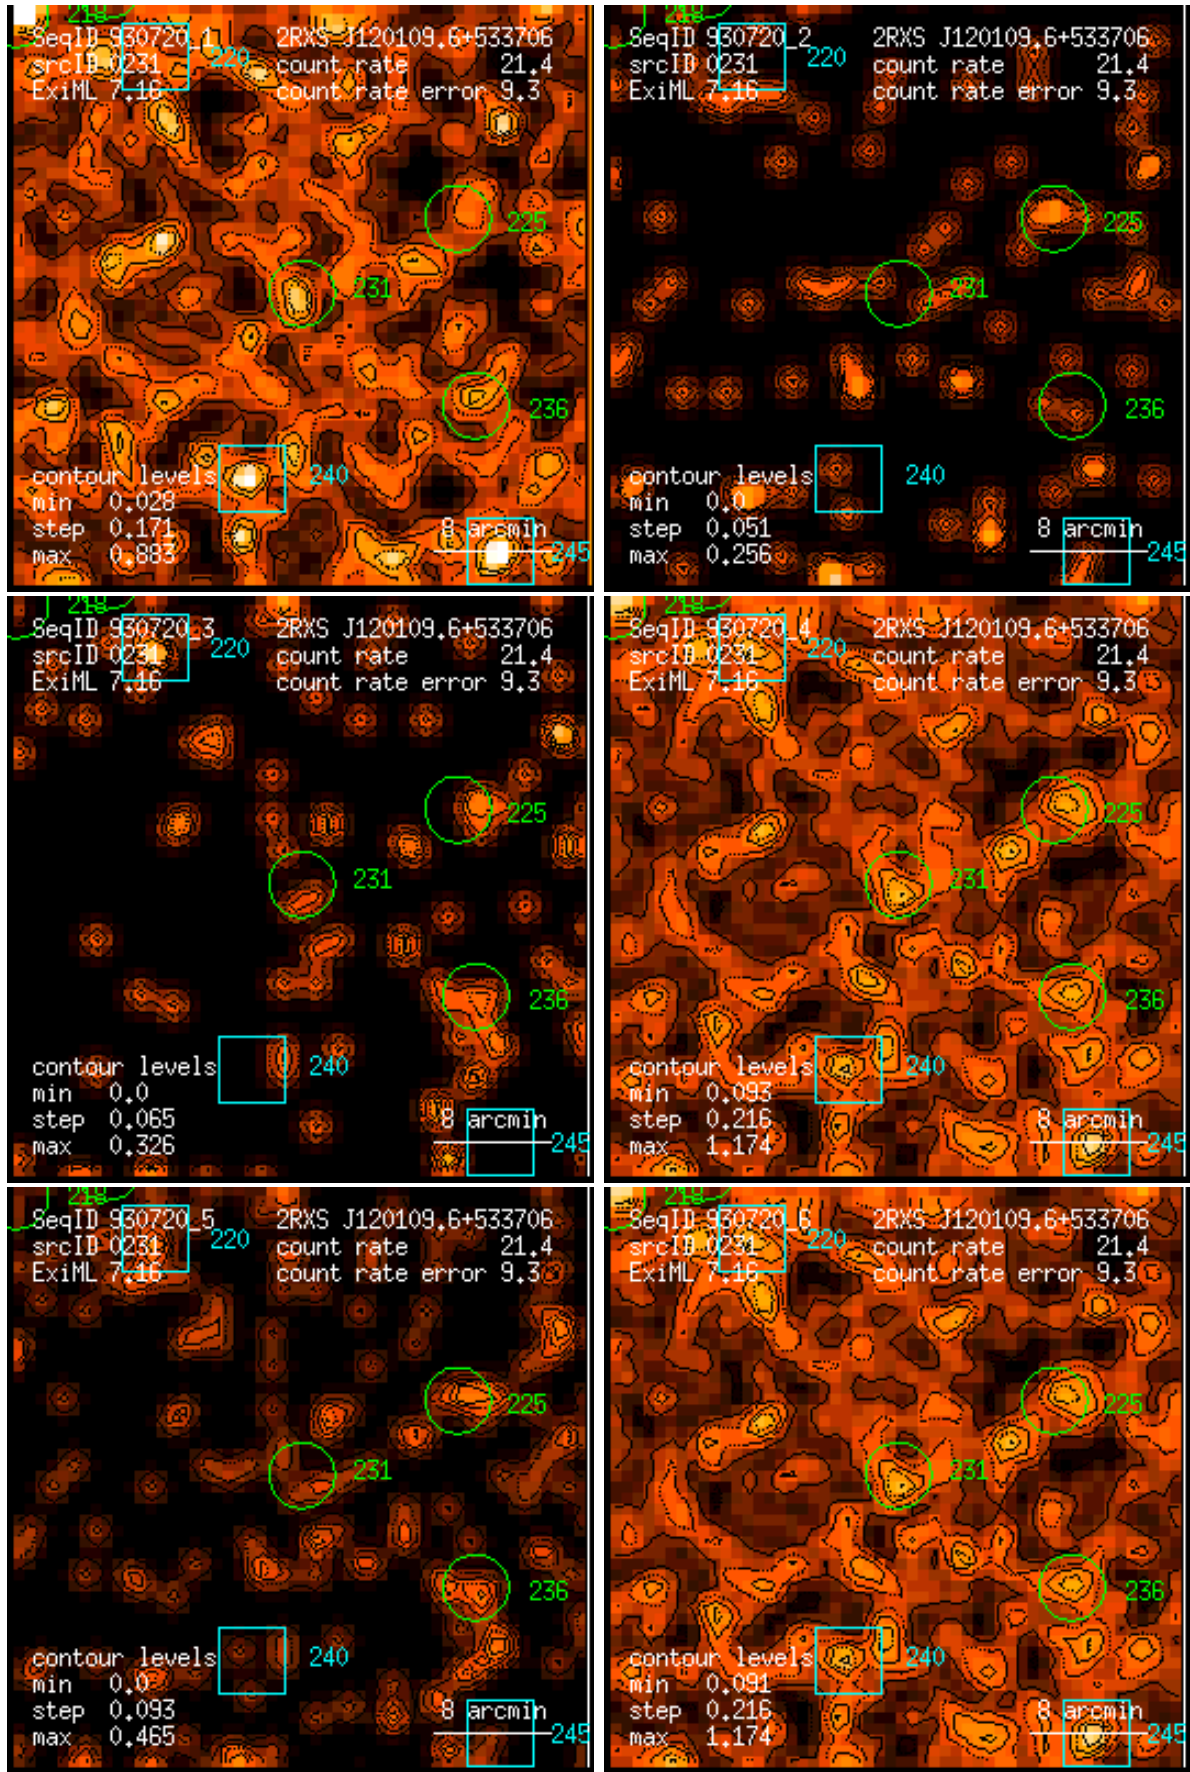 218
SeqID 930720_1 2RXS J120109.6+533706
srcID 0231 220 count rate 21.4
ExiML 7.16 count rate error 9.3
225
231
236
contour levels 240
min 0.028
step 0.171 8 arcmin
max 0.883 245
218
SeqID 930720_2 2RXS J120109.6+533706
srcID 0231 220 count rate 21.4
ExiML 7.16 count rate error 9.3
225
231
236
contour levels 240
min 0.0
step 0.051 8 arcmin
max 0.256 245
218
SeqID 930720_3 2RXS J120109.6+533706
srcID 0231 220 count rate 21.4
ExiML 7.16 count rate error 9.3
225
231
236
contour levels 240
min 0.0
step 0.065 8 arcmin
max 0.326 245
218
SeqID 930720_4 2RXS J120109.6+533706
srcID 0231 220 count rate 21.4
ExiML 7.16 count rate error 9.3
225
231
236
contour levels 240
min 0.093
step 0.216 8 arcmin
max 1.174 245
218
SeqID 930720_5 2RXS J120109.6+533706
srcID 0231 220 count rate 21.4
ExiML 7.16 count rate error 9.3
225
231
236
contour levels 240
min 0.0
step 0.093 8 arcmin
max 0.465 245
218
SeqID 930720_6 2RXS J120109.6+533706
srcID 0231 220 count rate 21.4
ExiML 7.16 count rate error 9.3
225
231
236
contour levels 240
min 0.091
step 0.216 8 arcmin
max 1.174 245